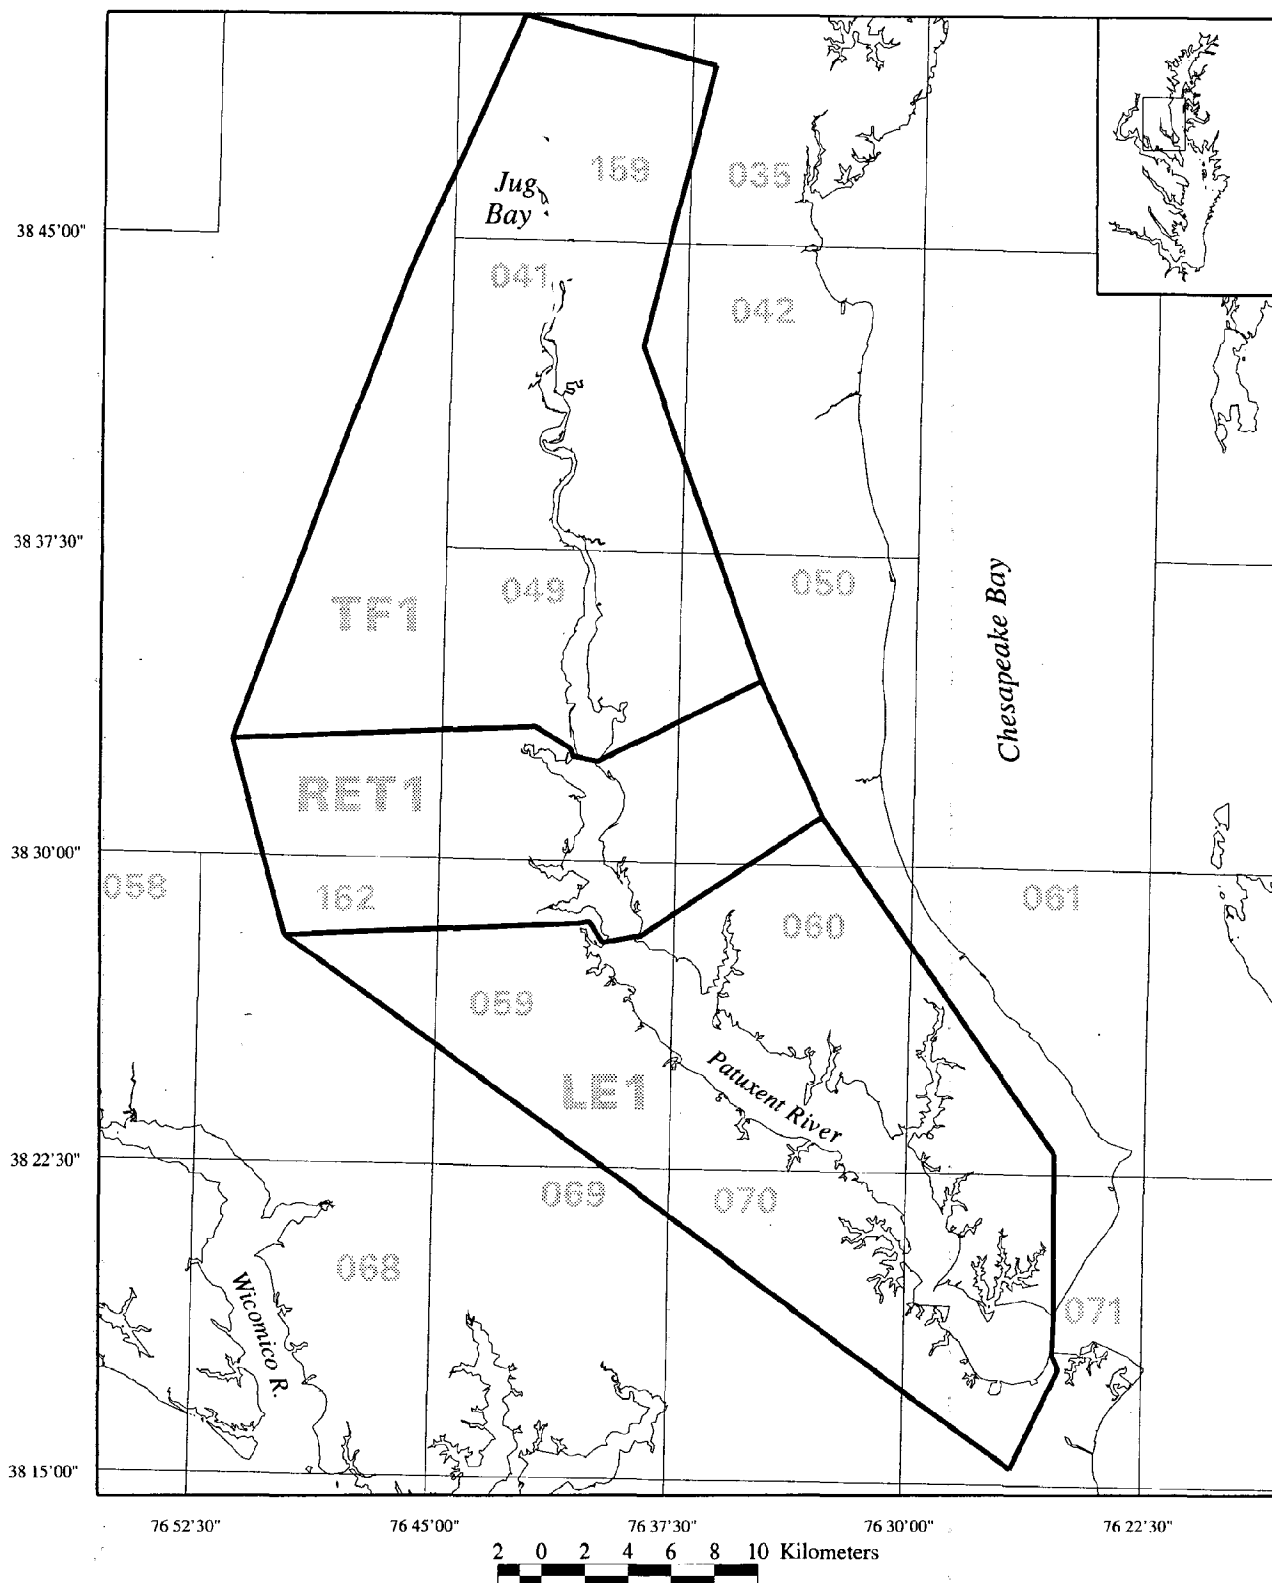 159
035
Jug
Bay
38 45'00"
041
042
38 37'30"
049
050
TF1
Chesapeake Bay
RET1
38 30'00"
058
162
060
061
059
LE1
Patuxent River
38 22'30"
069
070
068
Wicomico R.
071
38 15'00"
76 52'30"
76 45'00"
76 37'30"
76 30'00"
76 22'30"
2 0 2 4 6 8 10 Kilometers